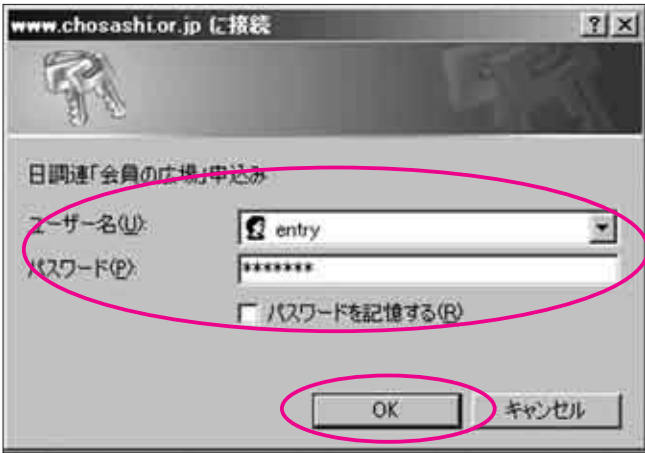 www.chosashi.or.jp に接続
日調連「会員の広場」申込み
ユーザー名(U):
entry
パスワード(P):
*******
パスワードを記憶する(R)
OK
キャンセル